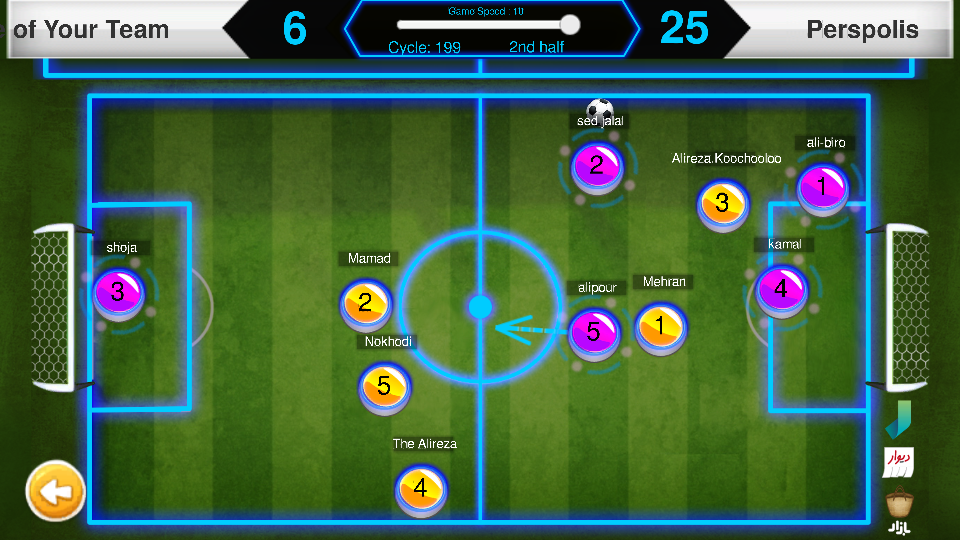 of Your Team
6
Game Speed : 10
Cycle: 199
2nd half
25
Perspolis
sed jalal
2
Alireza.Koochooloo
3
ali-biro
1
shoja
3
Mamad
2
kamal
4
alipour
5
Mehran
1
Nokhodi
5
The Alireza
4
دیوار
بازار